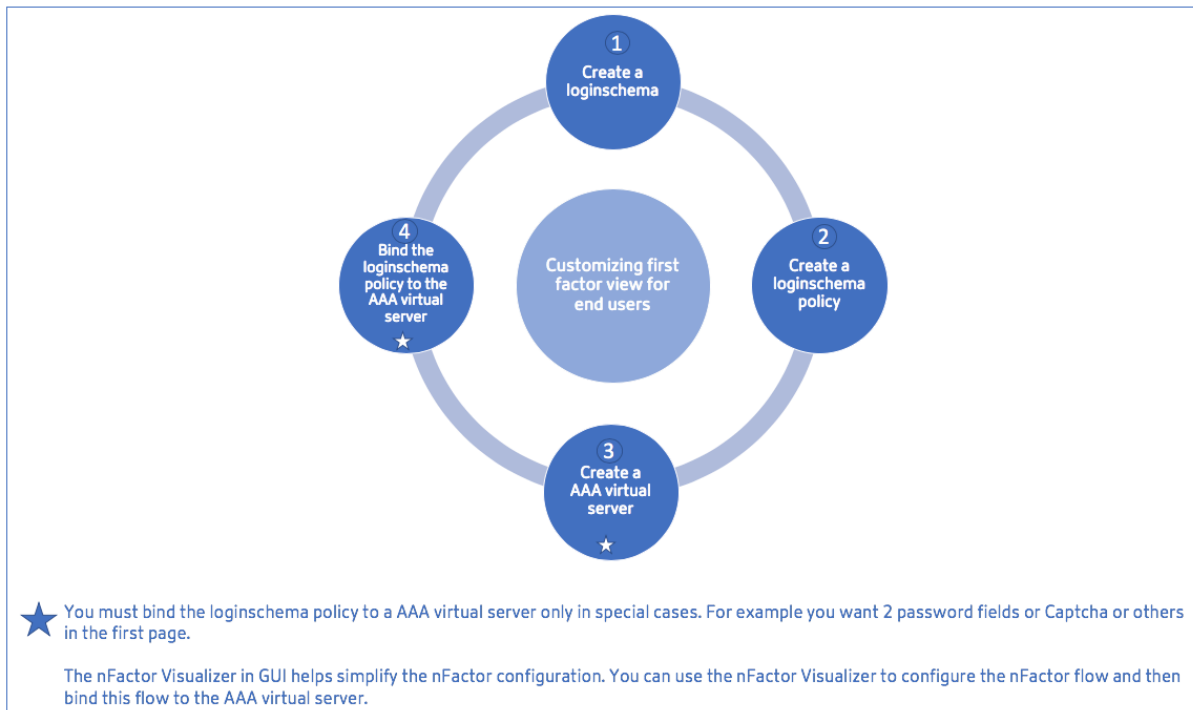 1
Create a
loginschema
4
Bind the
loginschema
policy to the
AAA virtual
server
Customizing first
factor view for
end users
2
Create a
loginschema
policy
3
Create a
AAA virtual
server
You must bind the loginschema policy to a AAA virtual server only in special cases. For example you want 2 password fields or Captcha or others
in the first page.
The nFactor Visualizer in GUI helps simplify the nFactor configuration. You can use the nFactor Visualizer to configure the nFactor flow and then
bind this flow to the AAA virtual server.